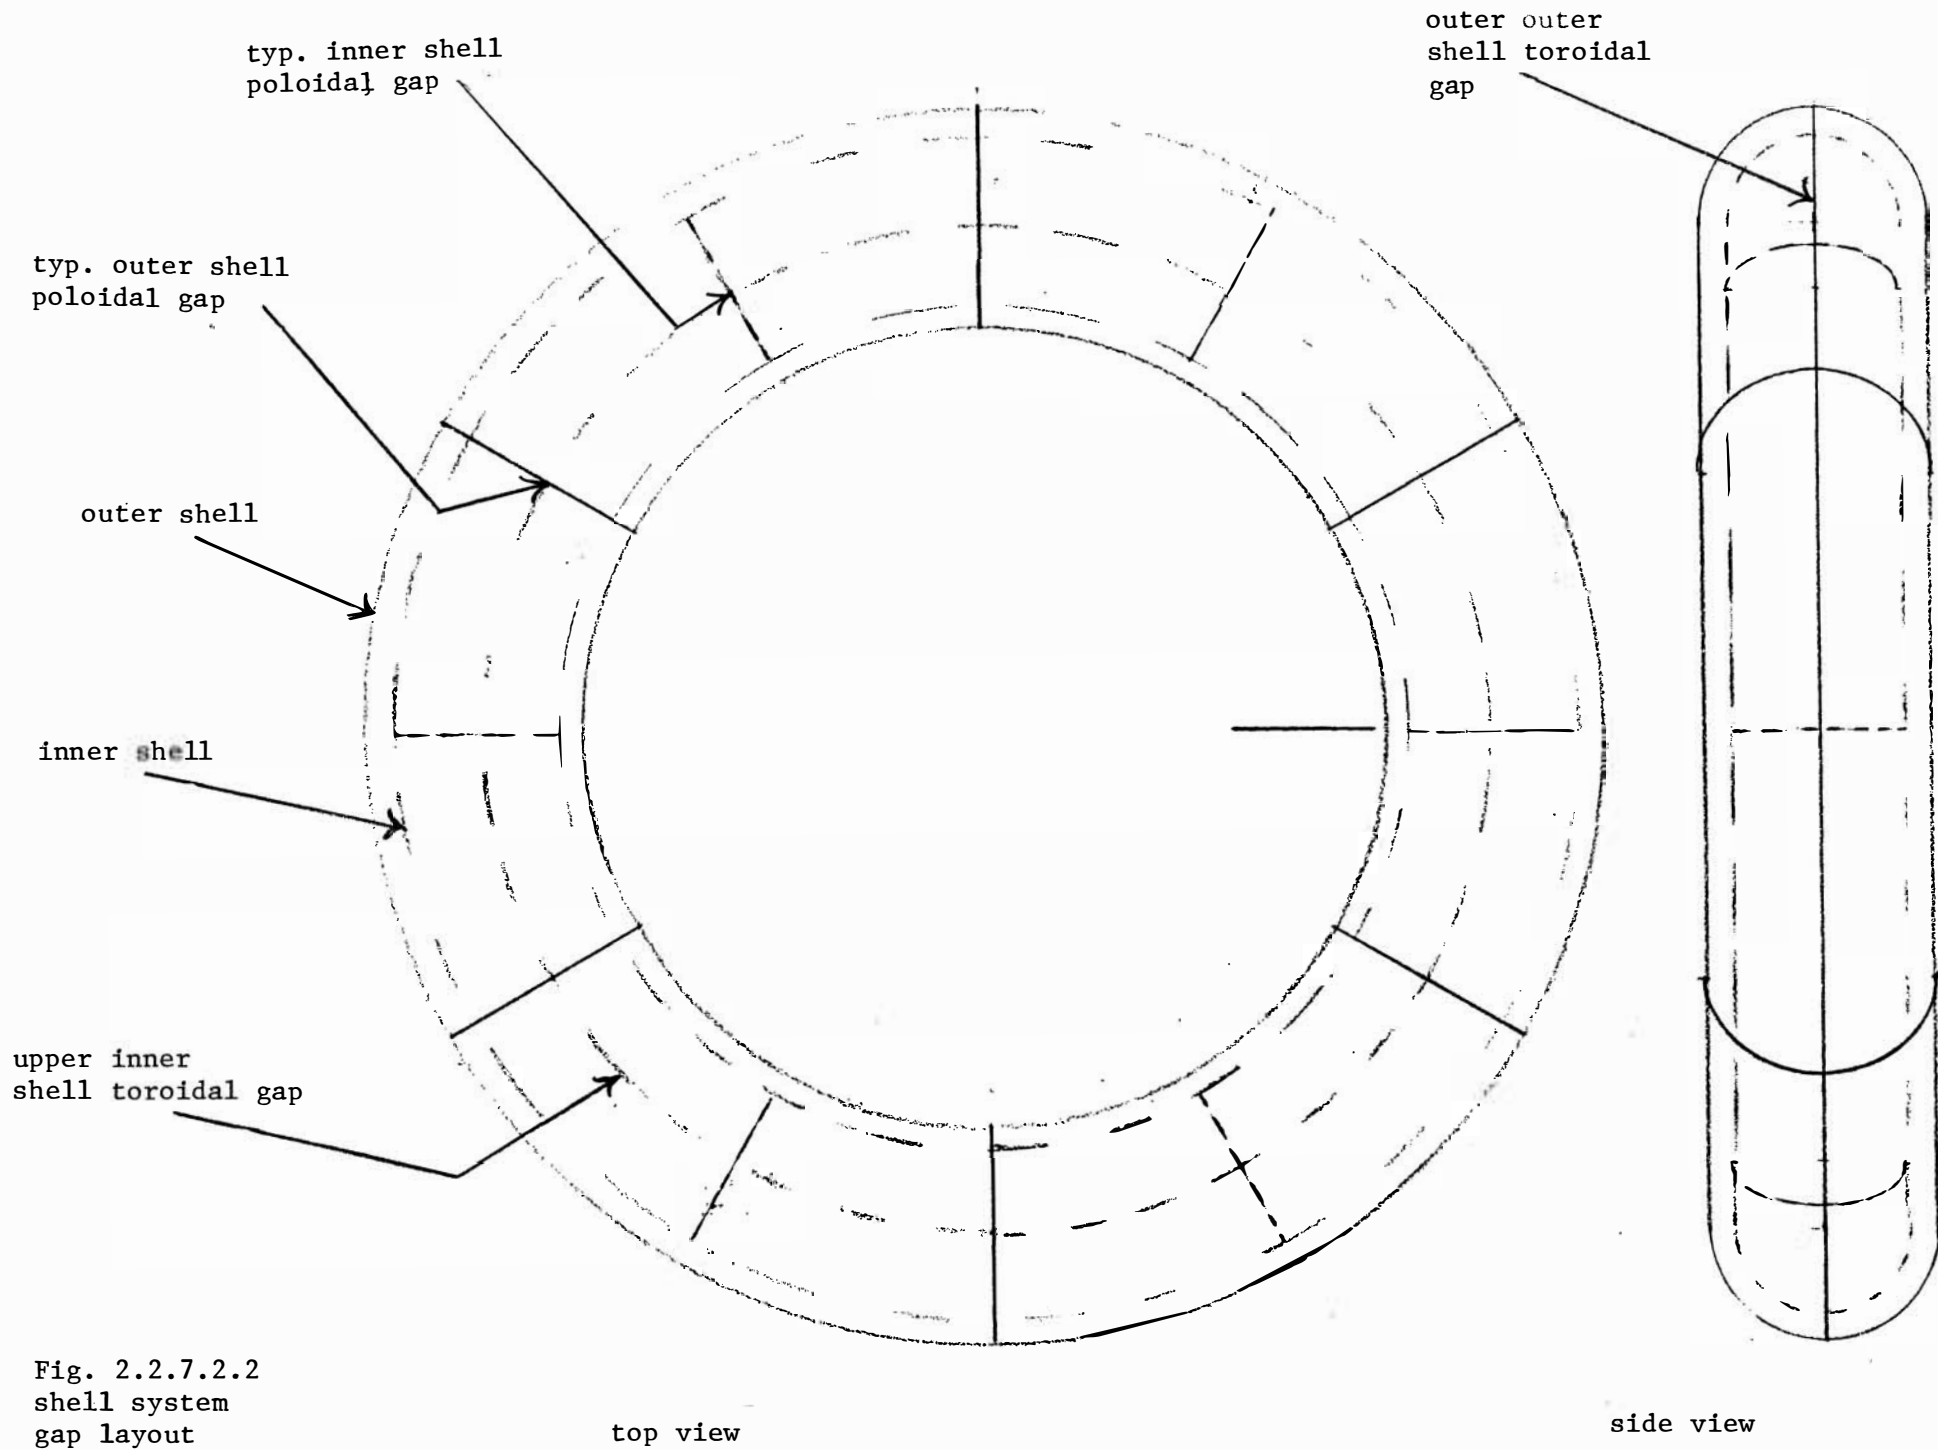 typ. inner shell
poloidal gap
outer outer
shell toroidal
gap
typ. outer shell
poloidal gap
outer shell
inner shell
upper inner
shell toroidal gap
Fig. 2.2.7.2.2
shell system
gap layout
top view
side view